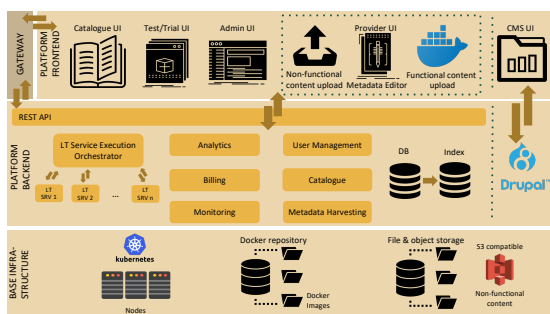 GATEWAY
PLATFORM
FRONTEND
Catalogue UI
Test/Trial UI
Admin UI
Provider UI
Non-functional
content upload
Metadata Editor
Functional content
upload
docker
CMS UI
REST API
PLATFORM
BACKEND
LT Service Execution
Orchestrator
LT
SRV 1
LT
SRV 2
...
LT
SRV n
Analytics
Billing
Monitoring
User Management
Catalogue
Metadata Harvesting
DB
Index
Drupal™
BASE INFRA-
STRUCTURE
kubernetes
Nodes
Docker repository
Docker
Images
File & object storage
S3 compatible
Non-functional
content